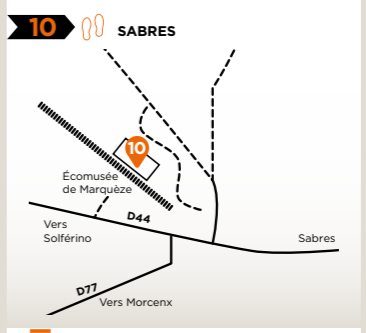 10 SABRES
10
Écomusée
de Marquèze
D44
Vers
Solférino
Sabres
D77
Vers Morcenx